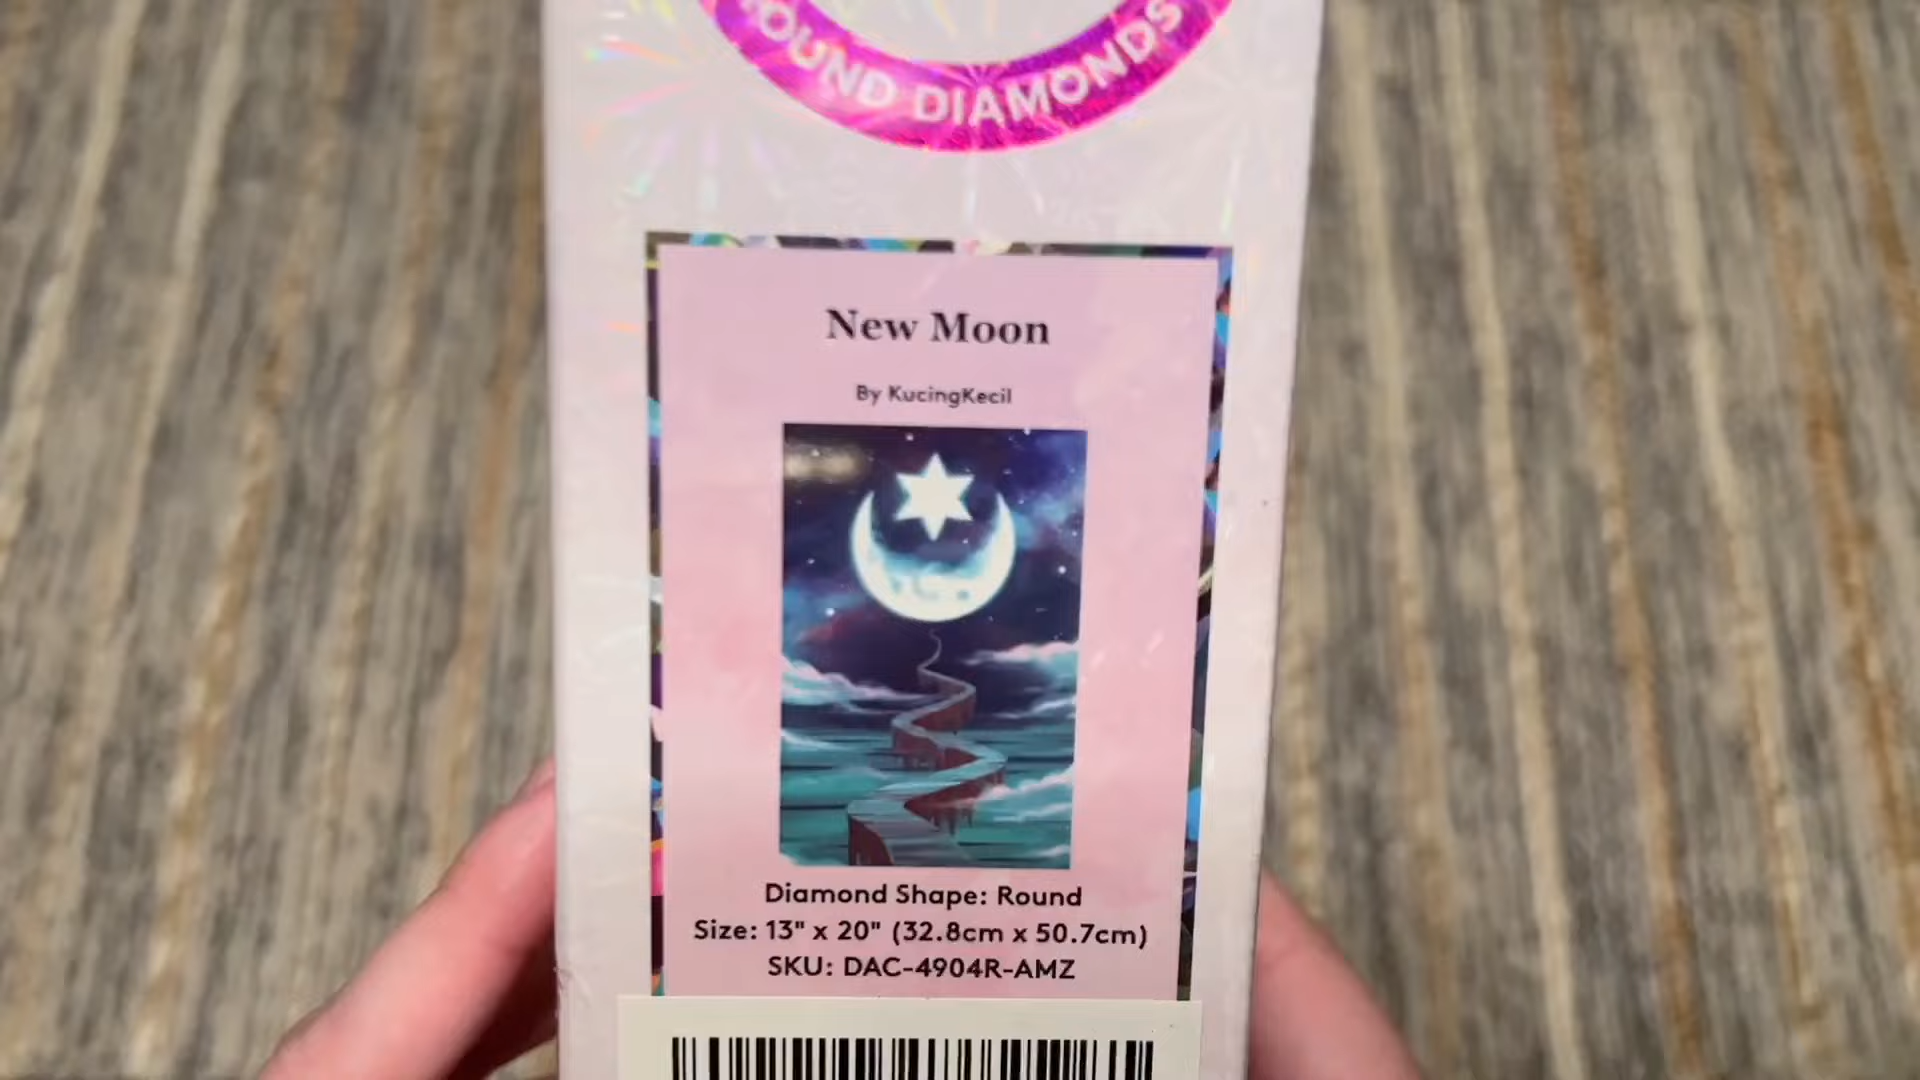 ROUND DIAMONDS
New Moon
By KucingKecil
Diamond Shape: Round
Size: 13" x 20" (32.8cm x 50.7cm)
SKU: DAC-4904R-AMZ